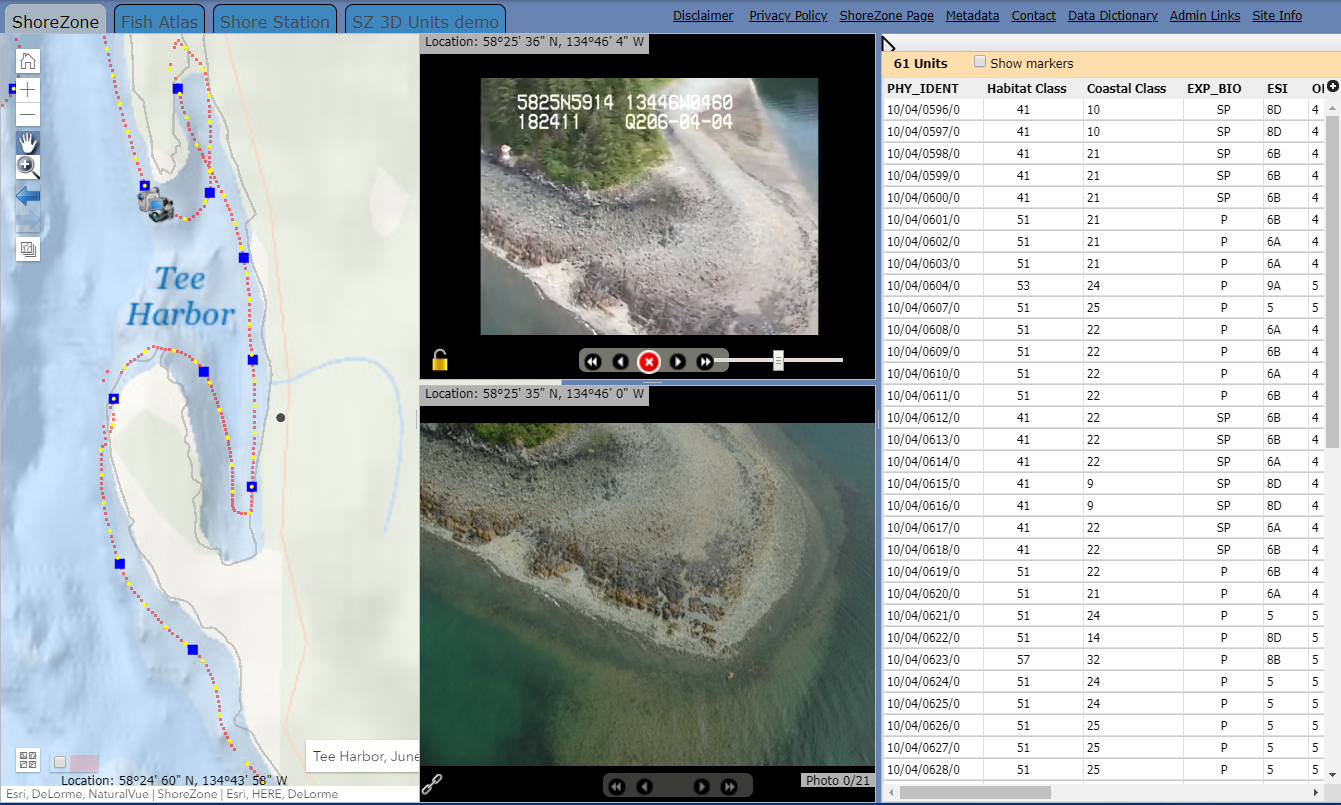 ShoreZone Fish Atlas Shore Station SZ 3D Units demo Disclaimer Privacy Policy ShoreZone Page Metadata Contact Data Dictionary Admin Links Site Info
Tee
Harbor
Tee Harbor, June
Location: 58°24' 60" N, 134°43' 58" W
Esri, DeLorme, NaturalVue | ShoreZone | Esri, HERE, DeLorme
Location: 58°25' 36" N, 134°46' 4" W
5825N5914 13446W0460
182411 Q206-04-04
Location: 58°25' 35" N, 134°46' 0" W
Photo 0/21
61 Units Show markers
PHY_IDENT Habitat Class Coastal Class EXP_BIO ESI
10/04/0596/0 41 10 SP 8D 4
10/04/0597/0 41 10 SP 8D 4
10/04/0598/0 41 21 SP 6B 4
10/04/0599/0 41 21 SP 6B 4
10/04/0600/0 41 21 SP 6B 4
10/04/0601/0 51 21 P 6B 4
10/04/0602/0 51 21 P 6A 4
10/04/0603/0 51 21 P 6A 4
10/04/0604/0 53 24 P 9A 5
10/04/0607/0 51 25 P 5 5
10/04/0608/0 51 22 P 6A 4
10/04/0609/0 51 22 P 6B 4
10/04/0610/0 51 22 P 6A 4
10/04/0611/0 51 22 P 6B 4
10/04/0612/0 41 22 SP 6B 4
10/04/0613/0 41 22 SP 6B 4
10/04/0614/0 41 22 SP 6A 4
10/04/0615/0 41 9 SP 8D 4
10/04/0616/0 41 9 SP 8D 4
10/04/0617/0 41 22 SP 6A 4
10/04/0618/0 41 22 SP 6B 4
10/04/0619/0 51 22 P 6B 4
10/04/0620/0 51 21 P 6A 4
10/04/0621/0 51 24 P 5 5
10/04/0622/0 51 14 P 8D 5
10/04/0623/0 57 32 P 8B 5
10/04/0624/0 51 24 P 5 5
10/04/0625/0 51 24 P 5 5
10/04/0626/0 51 25 P 5 5
10/04/0627/0 51 25 P 5 5
10/04/0628/0 51 25 P 5 5